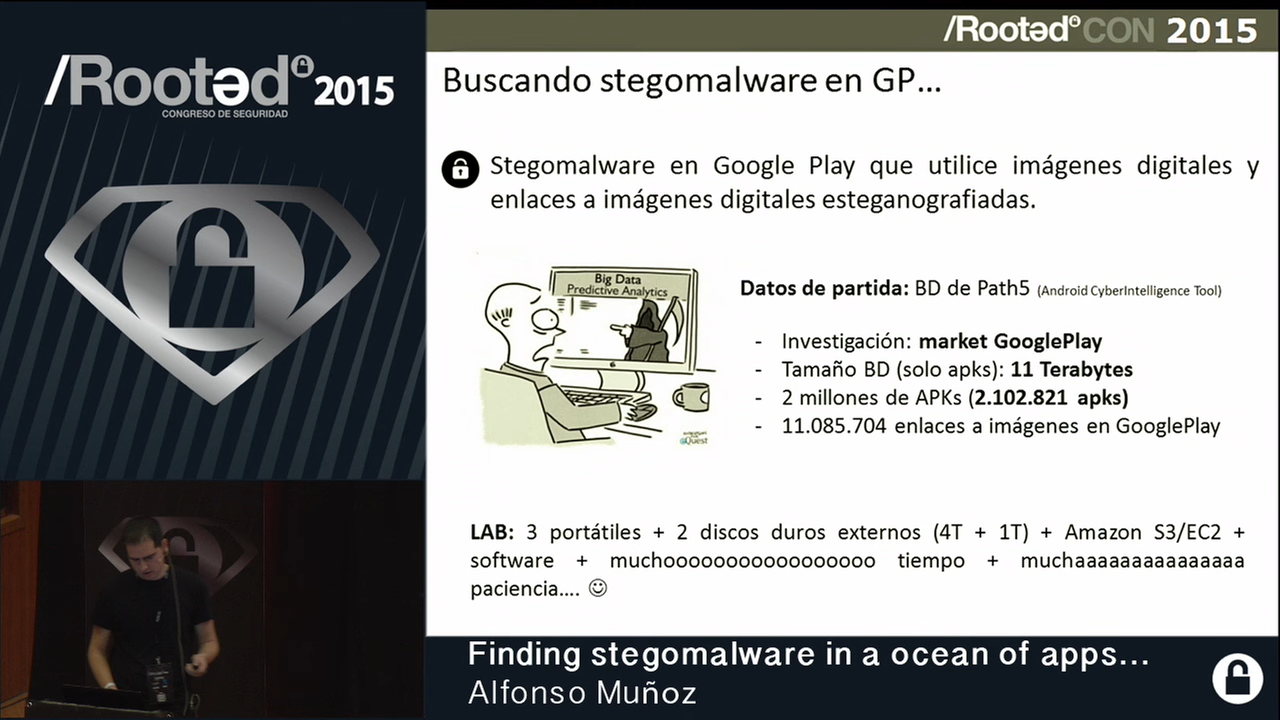 /Rooted CON 2015
/Rooted 2015
CONGRESO DE SEGURIDAD
Buscando stegomalware en GP...
Stegomalware en Google Play que utilice imágenes digitales y
enlaces a imágenes digitales esteganografiadas.
Big Data
Predictive Analytics
Datos de partida: BD de Path5 (Android CyberIntelligence Tool)
- Investigación: market GooglePlay
- Tamaño BD (solo apks): 11 Terabytes
- 2 millones de APKs (2.102.821 apks)
- 11.085.704 enlaces a imágenes en GooglePlay
LAB: 3 portátiles + 2 discos duros externos (4T + 1T) + Amazon S3/EC2 +
software + muchooooooooooooooooo tiempo + muchaaaaaaaaaaaaaaa
paciencia.... ☺
Finding stegomalware in a ocean of apps...
Alfonso Muñoz